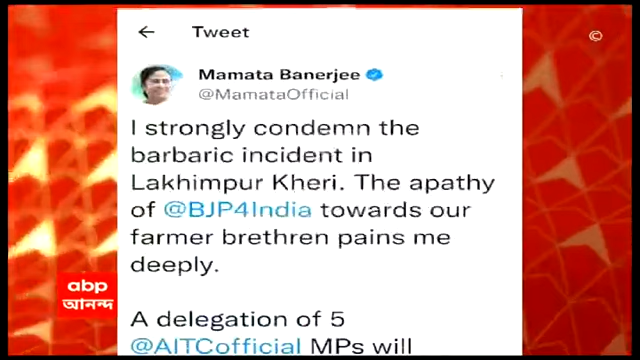 Tweet
©
Mamata Banerjee
@MamataOfficial
I strongly condemn the
barbaric incident in
Lakhimpur Kheri. The apathy
of @BJP4India towards our
farmer brethren pains me
deeply.
abp
আনন্দ
A delegation of 5
@AITCofficial MPs will